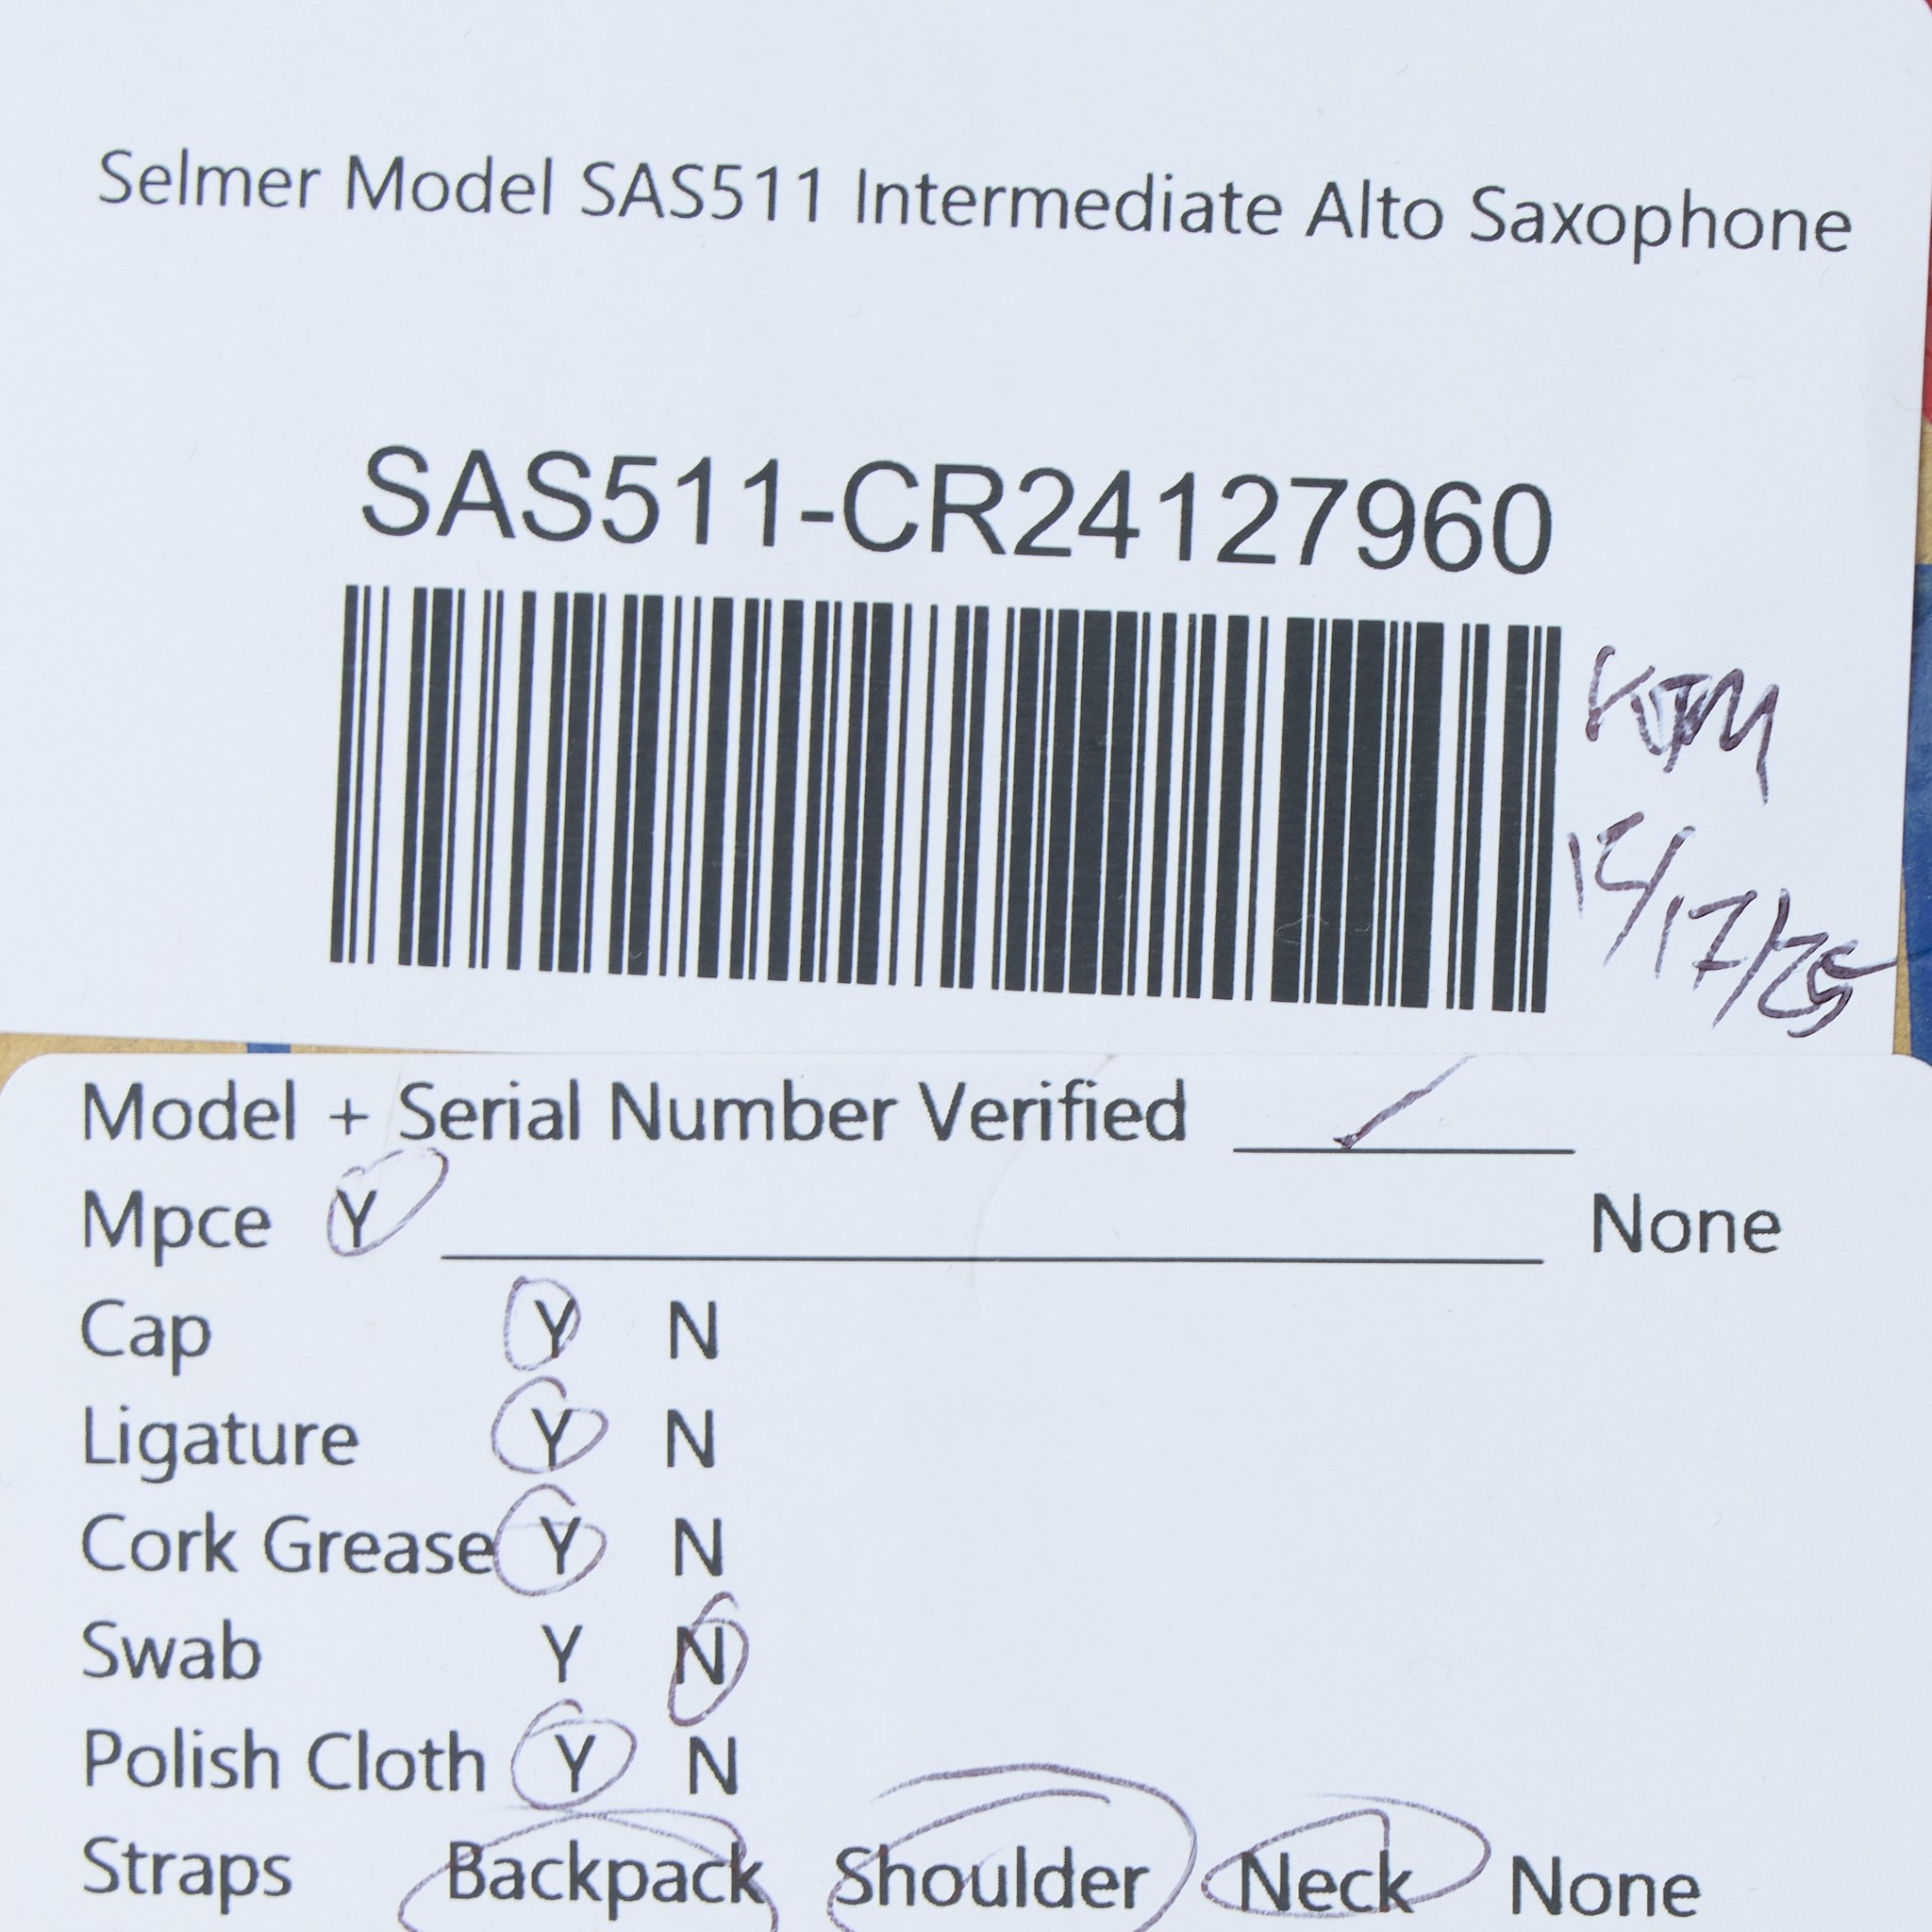 Selmer Model SAS511 Intermediate Alto Saxophone
SAS511-CR24127960
KTM
12/17/25
Model + Serial Number Verified
Mpce Y None
Cap Y N
Ligature Y N
Cork Grease Y N
Swab Y N
Polish Cloth Y N
Straps Backpack Shoulder Neck None